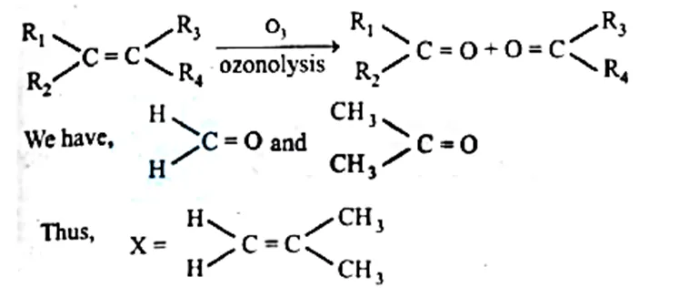 R₁ R₂ C = C R₃ R₄ O₃ ozonolysis R₁ R₂ C = O + O = C R₃ R₄
We have, H H C = O and CH₃ CH₃ C = O
Thus, X = H H C = C CH₃ CH₃